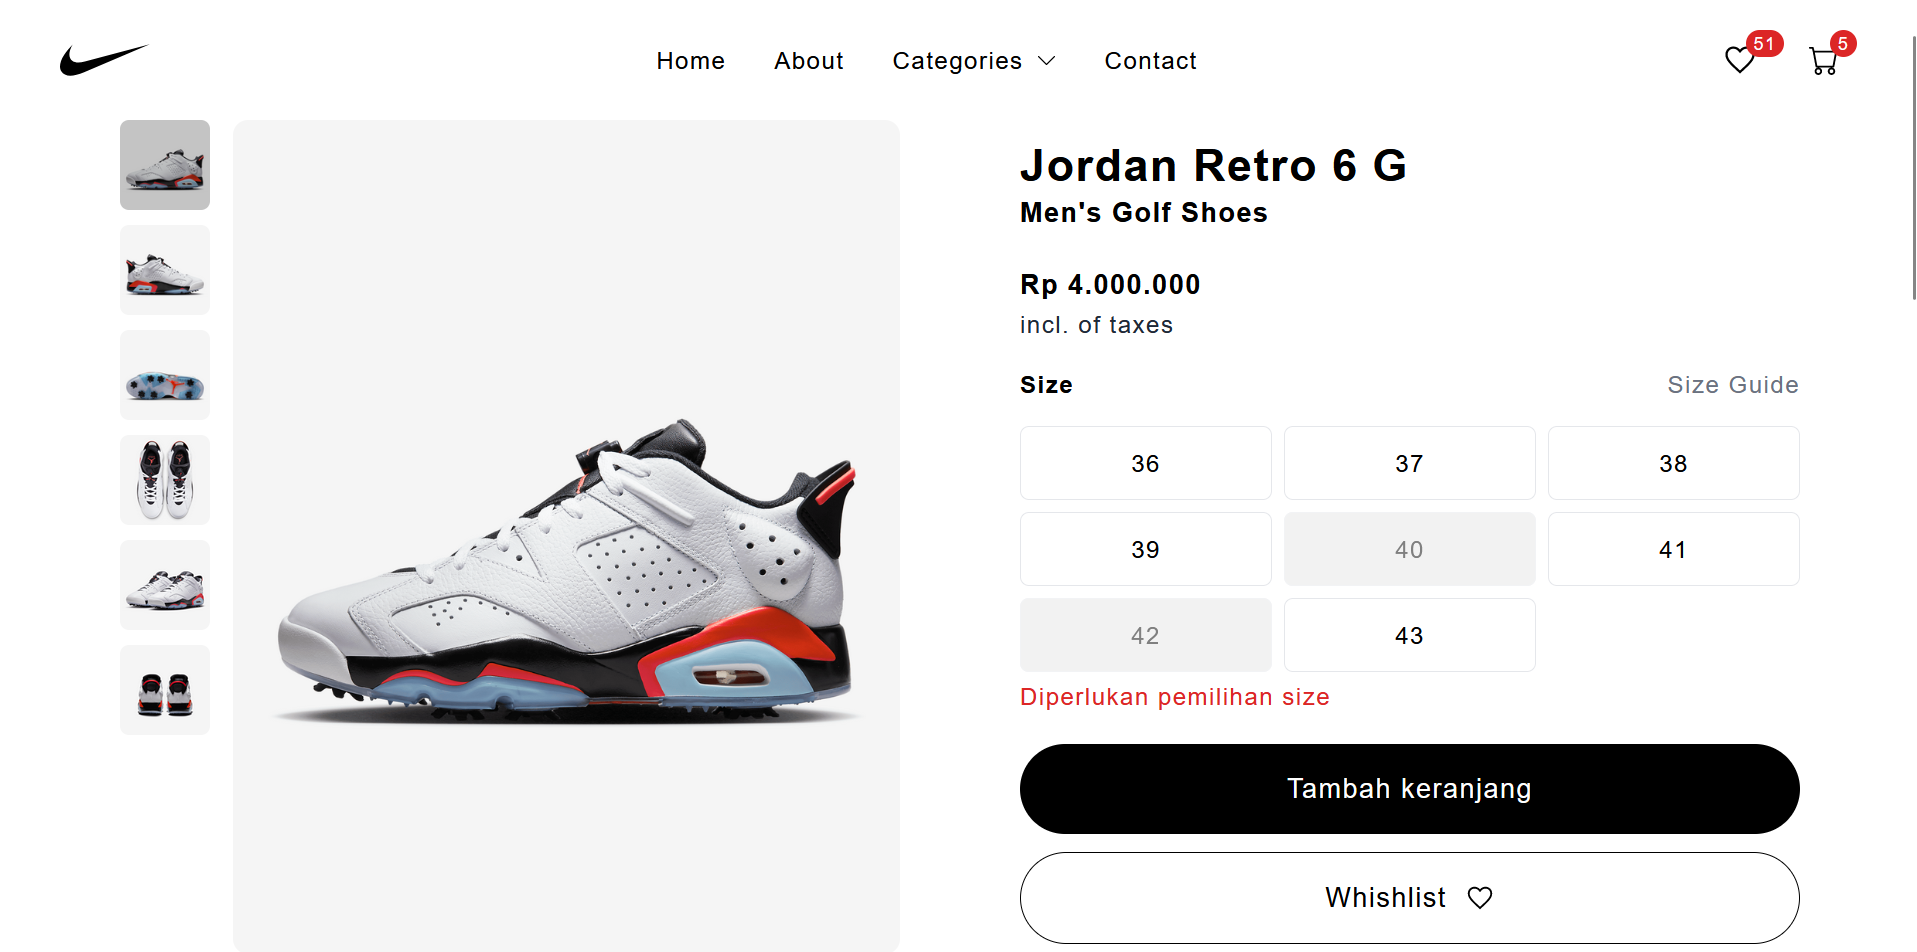 Home About Categories Contact 51 5
Jordan Retro 6 G
Men's Golf Shoes
Rp 4.000.000
incl. of taxes
Size Size Guide
36 37 38
39 40 41
42 43
Diperlukan pemilihan size
Tambah keranjang
Whishlist